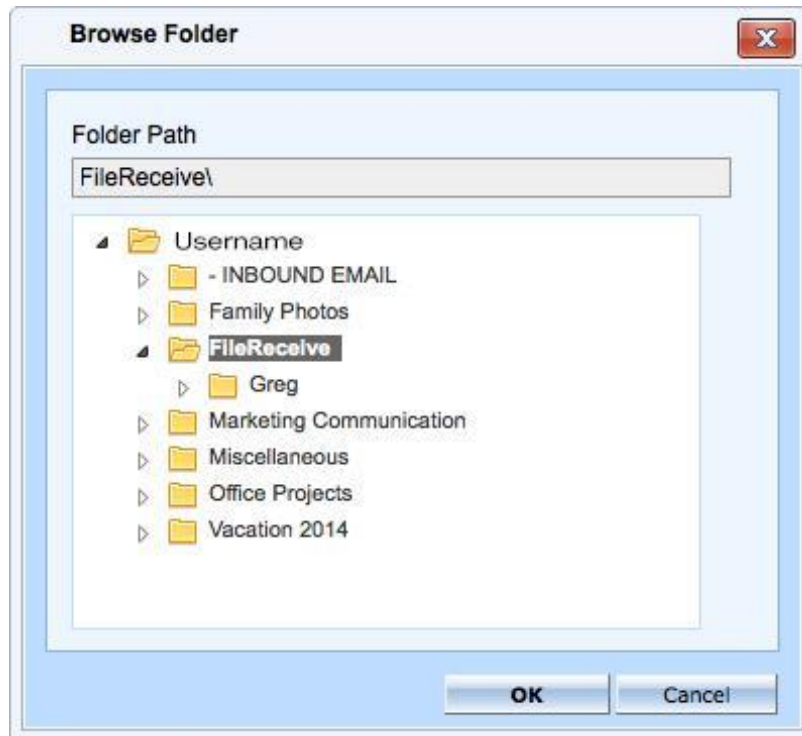 Browse Folder
Folder Path
FileReceive\
Username
- INBOUND EMAIL
Family Photos
FileReceive
Greg
Marketing Communication
Miscellaneous
Office Projects
Vacation 2014
OK Cancel